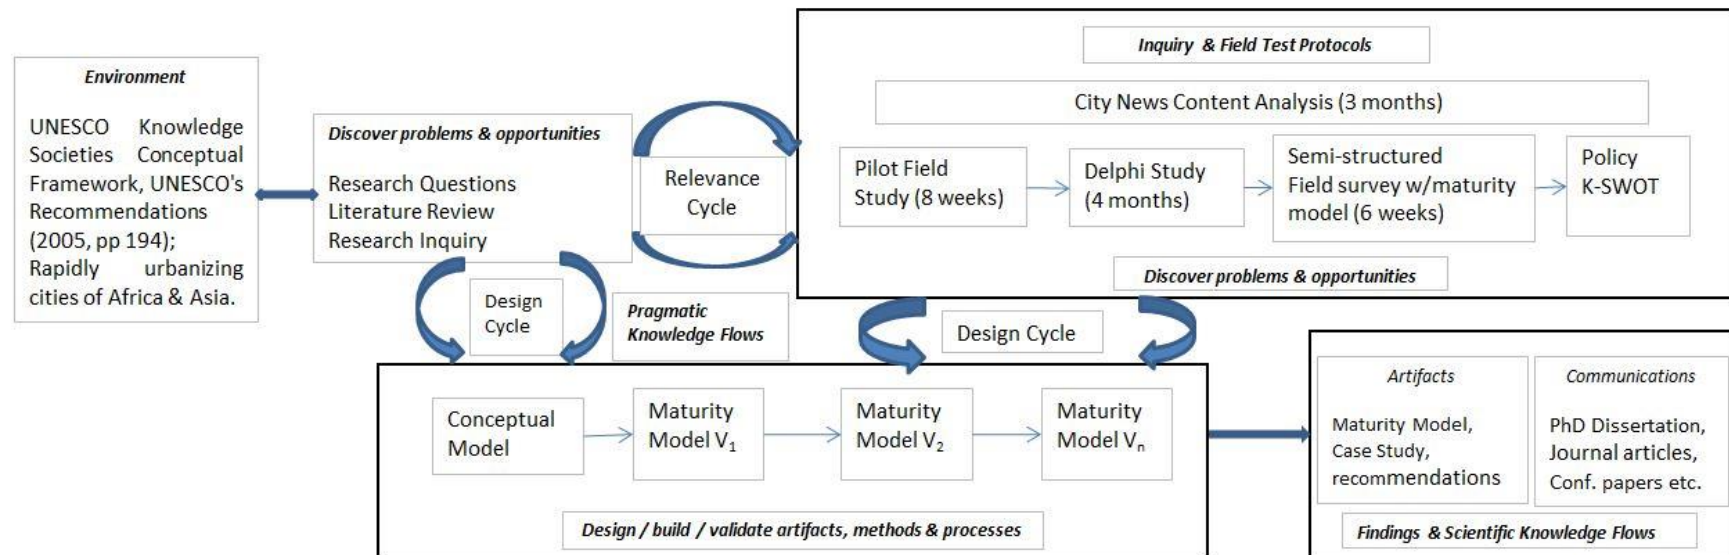 Environment
UNESCO Knowledge
Societies Conceptual
Framework, UNESCO's
Recommendations
(2005, pp 194);
Rapidly urbanizing
cities of Africa & Asia.
Discover problems & opportunities
Research Questions
Literature Review
Research Inquiry
Relevance
Cycle
Inquiry & Field Test Protocols
City News Content Analysis (3 months)
Pilot Field
Study (8 weeks)
Delphi Study
(4 months)
Semi-structured
Field survey w/maturity
model (6 weeks)
Policy
K-SWOT
Discover problems & opportunities
Design
Cycle
Pragmatic
Knowledge Flows
Design Cycle
Conceptual
Model
Maturity
Model V₁
Maturity
Model V₂
Maturity
Model Vₙ
Design / build / validate artifacts, methods & processes
Artifacts
Maturity Model,
Case Study,
recommendations
Communications
PhD Dissertation,
Journal articles,
Conf. papers etc.
Findings & Scientific Knowledge Flows